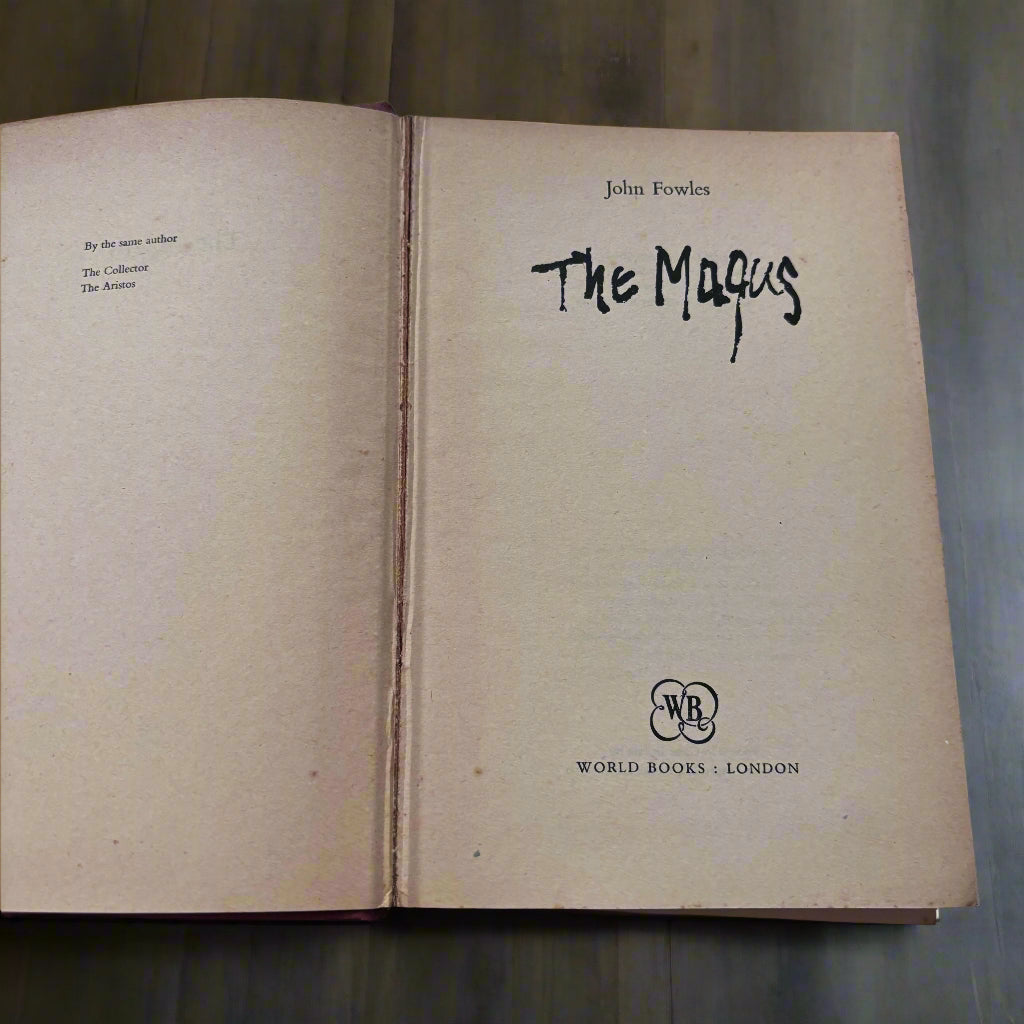 By the same author
The Collector
The Aristos
John Fowles
The Magus
WB
WORLD BOOKS : LONDON